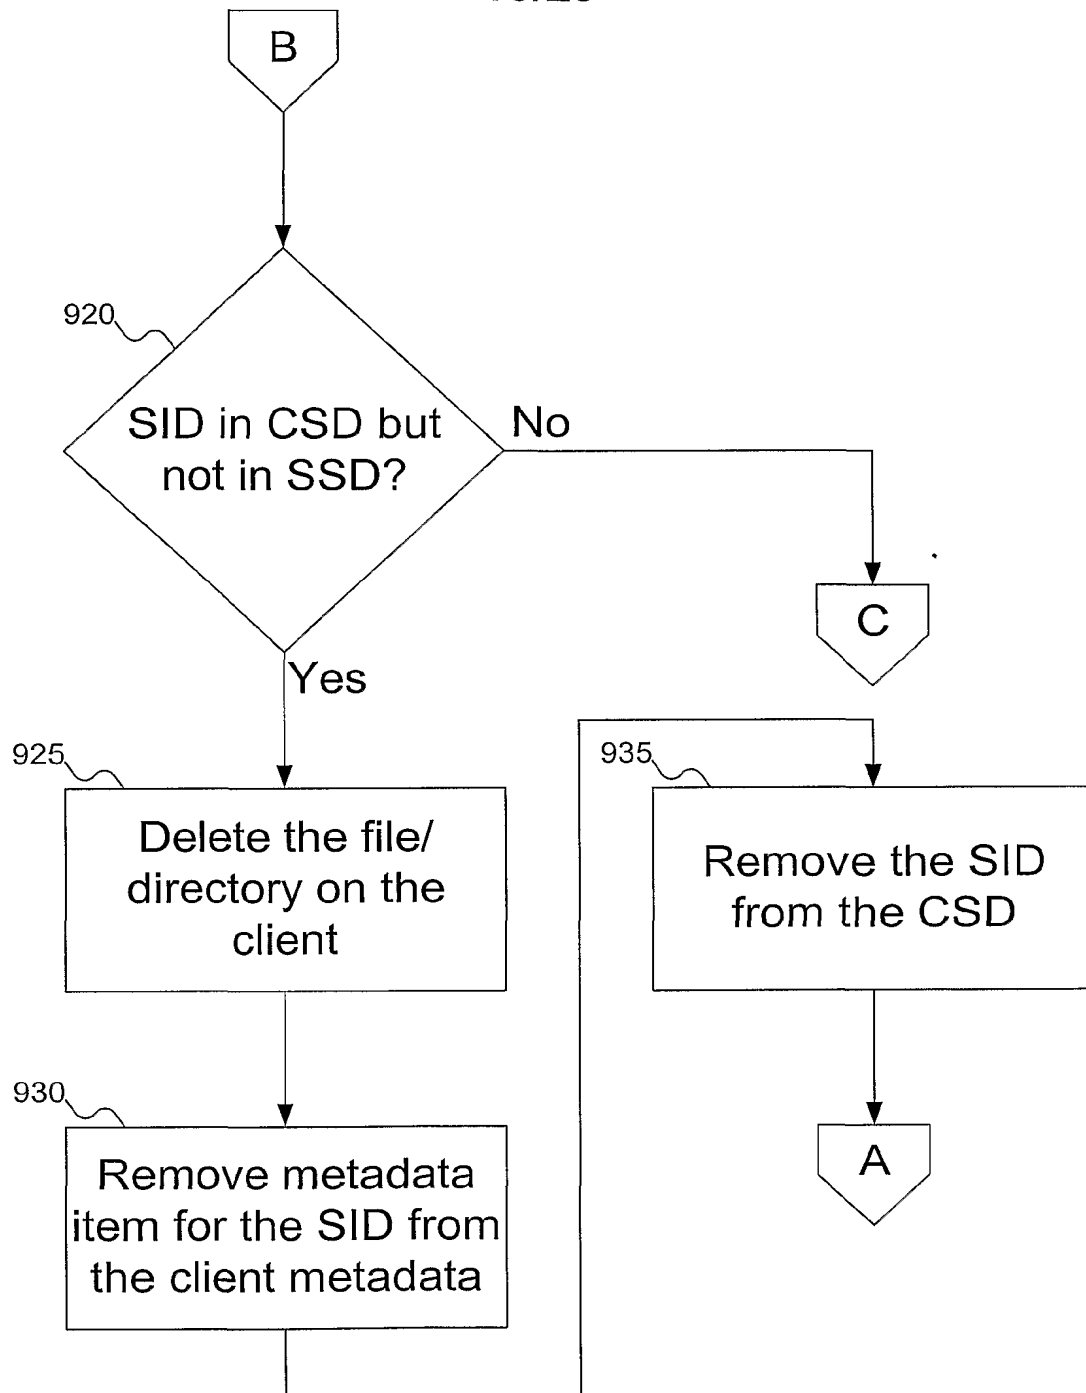 B
920
SID in CSD but
not in SSD?
No
C
Yes
925
Delete the file/
directory on the
client
935
Remove the SID
from the CSD
930
Remove metadata
item for the SID from
the client metadata
A